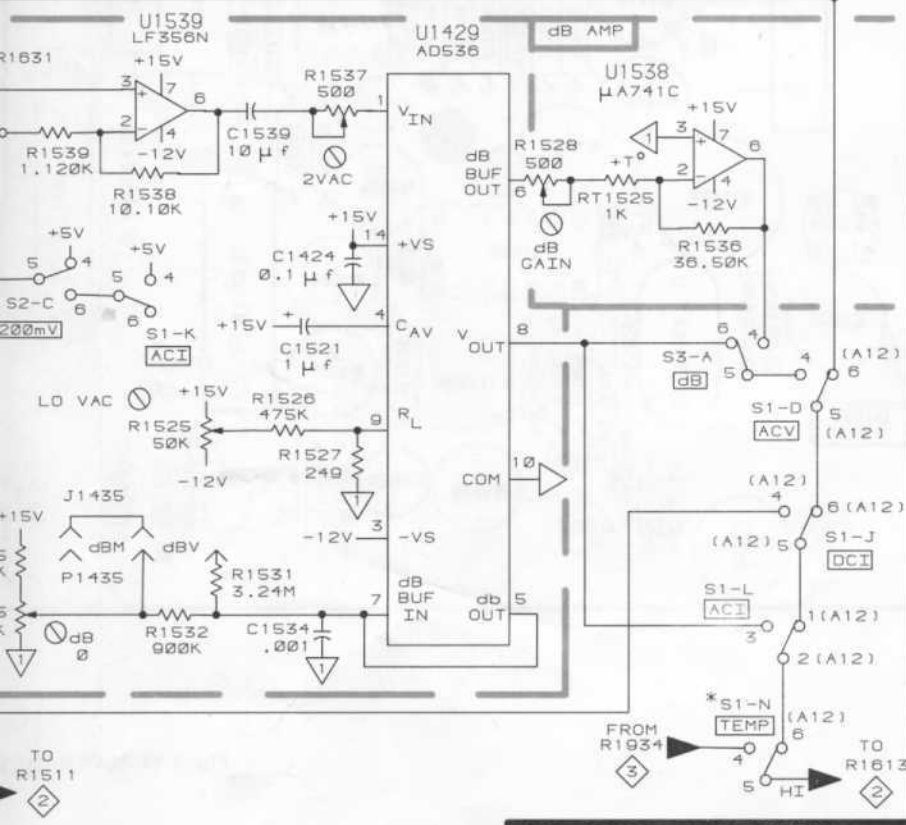 U1539
LF356N
R1631
+15V
3
+
7
6
2
−
4
-12V
R1539
1.120K
R1538
10.10K
C1539
10 μf
R1537
500
2VAC
U1429
AD536
1
V IN
dB AMP
U1538
μA741C
+15V
1
3
+
7
6
2
−
4
-12V
dB
BUF
OUT
6
R1528
500
+T°
RT1525
1K
dB
GAIN
R1536
36.50K
+15V
14
+VS
C1424
0.1 μf
1
+5V
5
4
S2-C
6
200mV
+5V
5
4
6
S1-K
ACI
+15V
+
4
C AV
C1521
1 μf
V OUT
8
6
4
S3-A
5
dB
4
(A12)
6
S1-D
5
ACV
(A12)
LO VAC
+15V
R1525
50K
-12V
R1526
475K
9
R L
R1527
249
1
COM
10
(A12)
4
6 (A12)
(A12) 5
S1-J
DCI
J1435
dBM
dBV
P1435
+15V
-12V
3
-VS
R1531
3.24M
7
dB
BUF
IN
db
OUT
5
S1-L
ACI
3
1(A12)
2(A12)
dB
0
1
R1532
900K
C1534
.001
1
*S1-N
TEMP
(A12)
6
4
5
HI
FROM
R1934
3
TO
R1613
2
TO
R1511
2